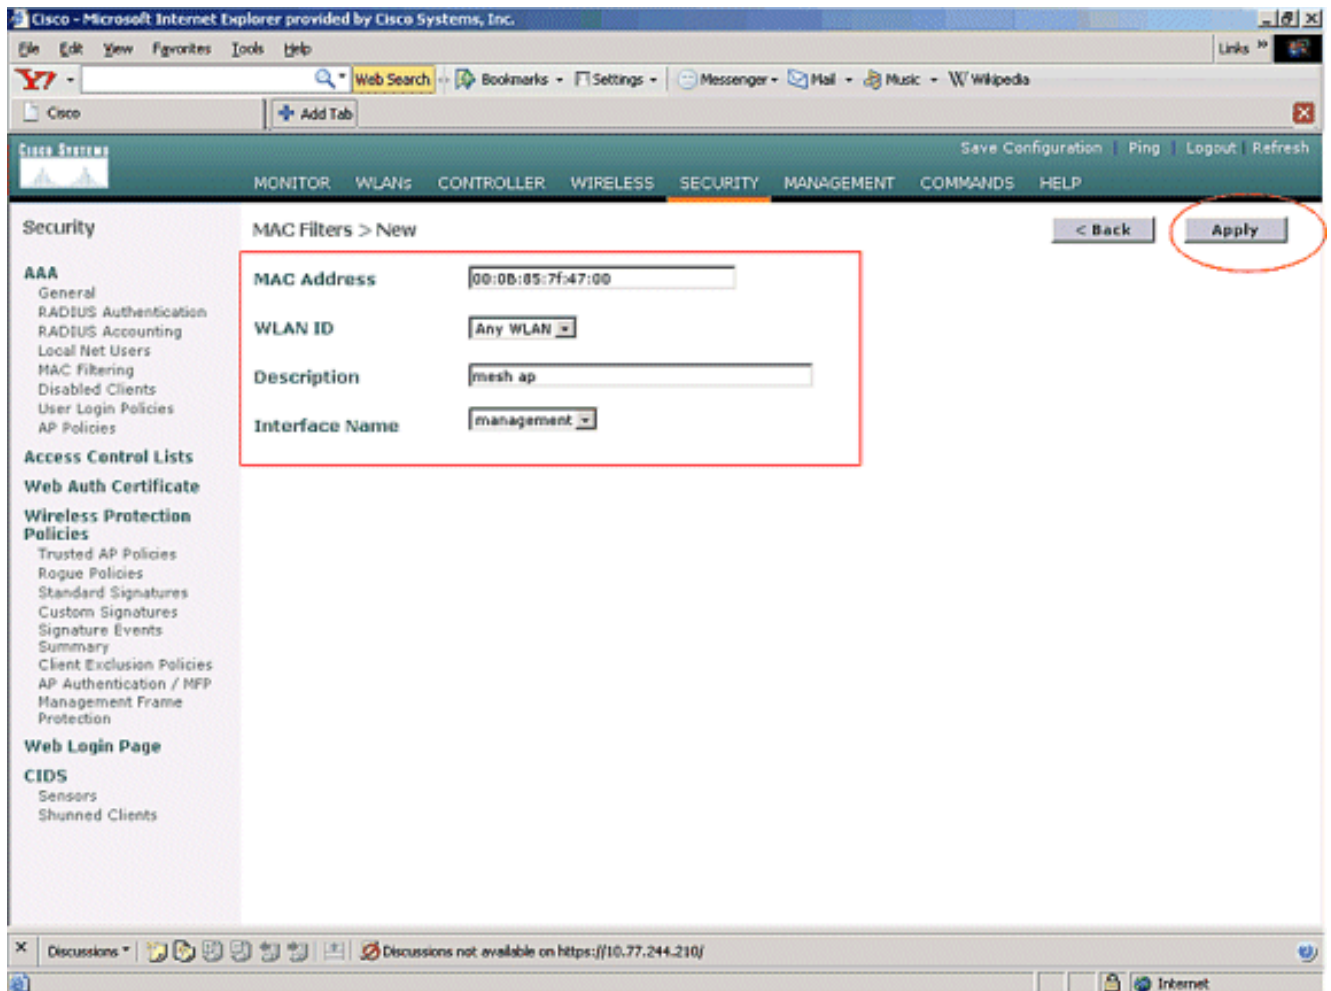 Cisco - Microsoft Internet Explorer provided by Cisco Systems, Inc.
File Edit View Favorites Tools Help Links »
Y! Web Search Bookmarks Settings Messenger Mail Music W Wikipedia
Cisco Add Tab
CISCO SYSTEMS
Save Configuration | Ping | Logout | Refresh
MONITOR WLANs CONTROLLER WIRELESS SECURITY MANAGEMENT COMMANDS HELP
Security
AAA
General
RADIUS Authentication
RADIUS Accounting
Local Net Users
MAC Filtering
Disabled Clients
User Login Policies
AP Policies
Access Control Lists
Web Auth Certificate
Wireless Protection
Policies
Trusted AP Policies
Rogue Policies
Standard Signatures
Custom Signatures
Signature Events
Summary
Client Exclusion Policies
AP Authentication / MFP
Management Frame
Protection
Web Login Page
CIDS
Sensors
Shunned Clients
MAC Filters > New
< Back Apply
MAC Address 00:0B:85:7f:47:00
WLAN ID Any WLAN
Description mesh ap
Interface Name management
Discussions Discussions not available on https://10.77.244.210/
Internet